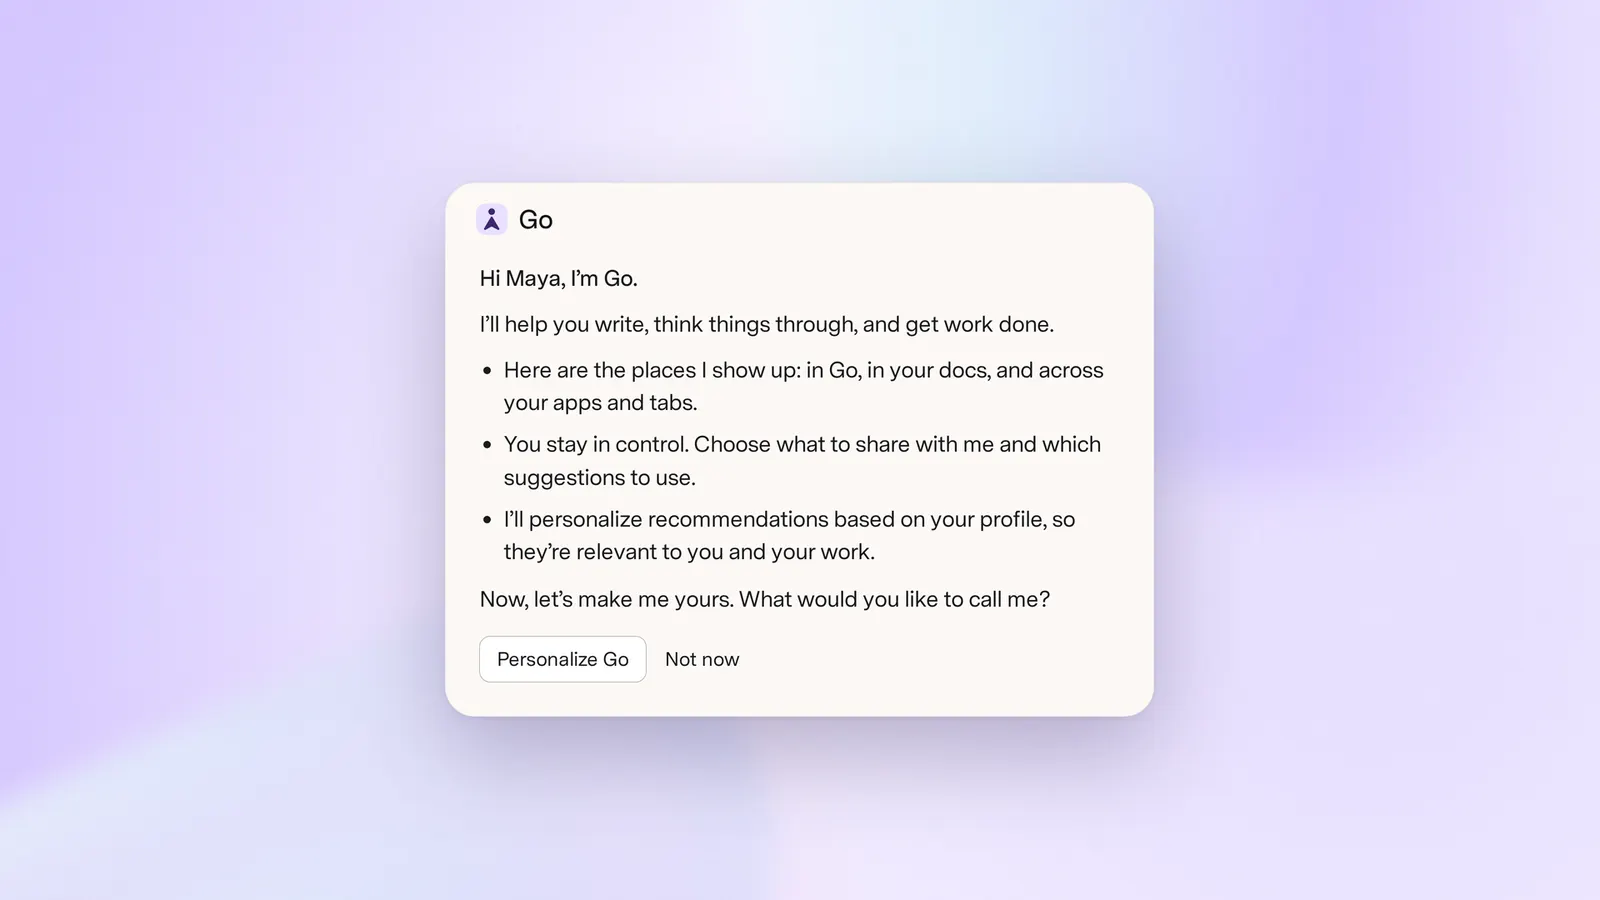 Go
Hi Maya, I’m Go.
I’ll help you write, think things through, and get work done.
• Here are the places I show up: in Go, in your docs, and across
your apps and tabs.
• You stay in control. Choose what to share with me and which
suggestions to use.
• I’ll personalize recommendations based on your profile, so
they’re relevant to you and your work.
Now, let’s make me yours. What would you like to call me?
Personalize Go
Not now